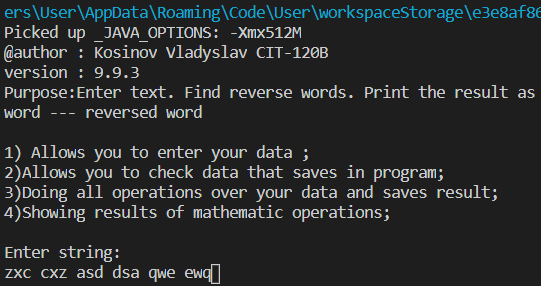 ers\User\AppData\Roaming\Code\User\workspaceStorage\e3e8af86
Picked up _JAVA_OPTIONS: -Xmx512M
@author : Kosinov Vladyslav CIT-120B
version : 9.9.3
Purpose:Enter text. Find reverse words. Print the result as
word --- reversed word
1) Allows you to enter your data ;
2)Allows you to check data that saves in program;
3)Doing all operations over your data and saves result;
4)Showing results of mathematic operations;
Enter string:
zxc cxz asd dsa qwe ewq